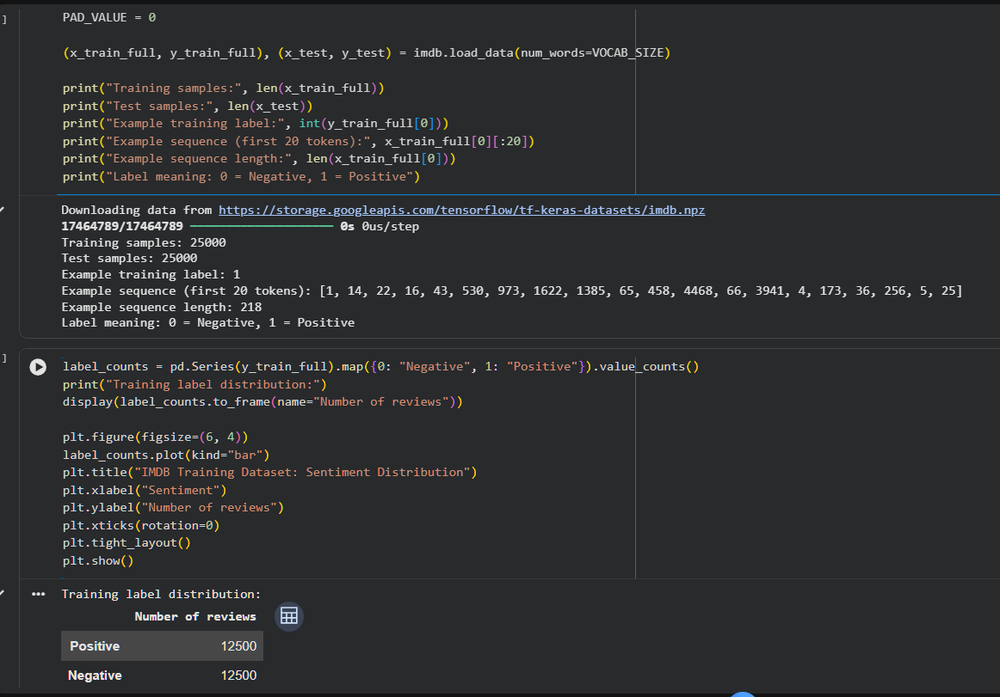 ]
PAD_VALUE = 0
(x_train_full, y_train_full), (x_test, y_test) = imdb.load_data(num_words=VOCAB_SIZE)
print("Training samples:", len(x_train_full))
print("Test samples:", len(x_test))
print("Example training label:", int(y_train_full[0]))
print("Example sequence (first 20 tokens):", x_train_full[0][:20])
print("Example sequence length:", len(x_train_full[0]))
print("Label meaning: 0 = Negative, 1 = Positive")
Downloading data from https://storage.googleapis.com/tensorflow/tf-keras-datasets/imdb.npz
17464789/17464789 ━━━━━━━━━━━━━━━━━━━━ 0s 0us/step
Training samples: 25000
Test samples: 25000
Example training label: 1
Example sequence (first 20 tokens): [1, 14, 22, 16, 43, 530, 973, 1622, 1385, 65, 458, 4468, 66, 3941, 4, 173, 36, 256, 5, 25]
Example sequence length: 218
Label meaning: 0 = Negative, 1 = Positive
]
label_counts = pd.Series(y_train_full).map({0: "Negative", 1: "Positive"}).value_counts()
print("Training label distribution:")
display(label_counts.to_frame(name="Number of reviews"))
plt.figure(figsize=(6, 4))
label_counts.plot(kind="bar")
plt.title("IMDB Training Dataset: Sentiment Distribution")
plt.xlabel("Sentiment")
plt.ylabel("Number of reviews")
plt.xticks(rotation=0)
plt.tight_layout()
plt.show()
••• Training label distribution:
Number of reviews
Positive 12500
Negative 12500